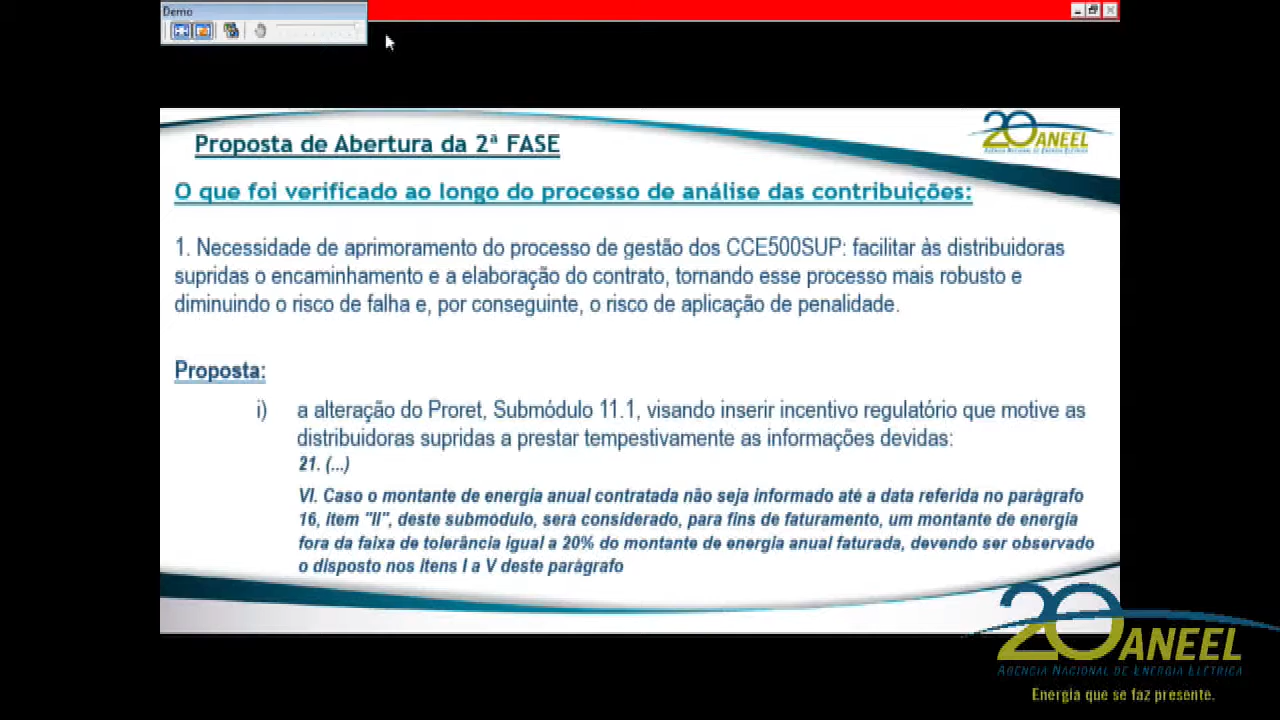 Demo
Proposta de Abertura da 2ª FASE
20 ANEEL
AGÊNCIA NACIONAL DE ENERGIA ELÉTRICA
O que foi verificado ao longo do processo de análise das contribuições:
1. Necessidade de aprimoramento do processo de gestão dos CCE500SUP: facilitar às distribuidoras
supridas o encaminhamento e a elaboração do contrato, tornando esse processo mais robusto e
diminuindo o risco de falha e, por conseguinte, o risco de aplicação de penalidade.
Proposta:
i) a alteração do Proret, Submódulo 11.1, visando inserir incentivo regulatório que motive as
distribuidoras supridas a prestar tempestivamente as informações devidas:
21. (...)
VI. Caso o montante de energia anual contratada não seja informado até a data referida no parágrafo
16, item "II", deste submódulo, será considerado, para fins de faturamento, um montante de energia
fora da faixa de tolerância igual a 20% do montante de energia anual faturada, devendo ser observado
o disposto nos itens I a V deste parágrafo
20 ANEEL
AGÊNCIA NACIONAL DE ENERGIA ELÉTRICA
Energia que se faz presente.